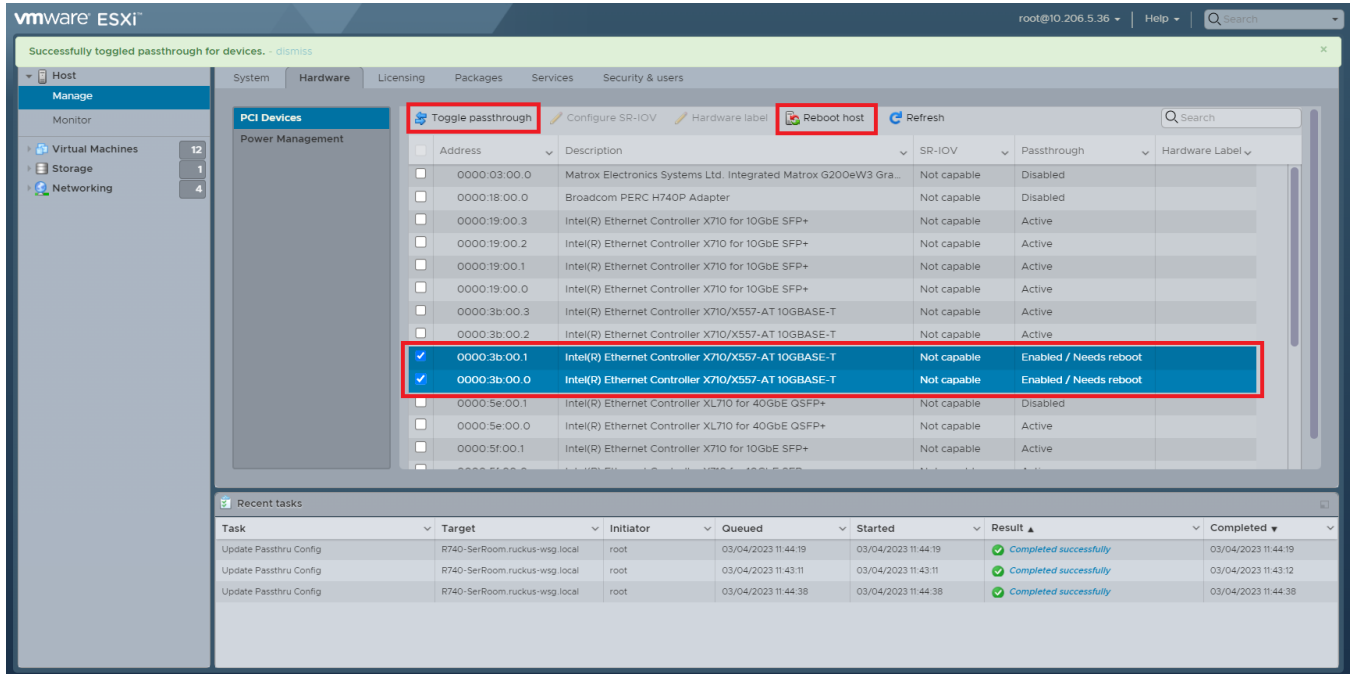 vmware ESXi™
root@10.206.5.36 Help Search
Successfully toggled passthrough for devices. - dismiss
Host
Manage
Monitor
Virtual Machines 12
Storage 1
Networking 4
System Hardware Licensing Packages Services Security & users
PCI Devices
Power Management
Toggle passthrough Configure SR-IOV Hardware label Reboot host Refresh Search
Address Description SR-IOV Passthrough Hardware Label
0000:03:00.0 Matrox Electronics Systems Ltd. Integrated Matrox G200eW3 Gra... Not capable Disabled
0000:18:00.0 Broadcom PERC H740P Adapter Not capable Disabled
0000:19:00.3 Intel(R) Ethernet Controller X710 for 10GbE SFP+ Not capable Active
0000:19:00.2 Intel(R) Ethernet Controller X710 for 10GbE SFP+ Not capable Active
0000:19:00.1 Intel(R) Ethernet Controller X710 for 10GbE SFP+ Not capable Active
0000:19:00.0 Intel(R) Ethernet Controller X710 for 10GbE SFP+ Not capable Active
0000:3b:00.3 Intel(R) Ethernet Controller X710/X557-AT 10GBASE-T Not capable Active
0000:3b:00.2 Intel(R) Ethernet Controller X710/X557-AT 10GBASE-T Not capable Active
0000:3b:00.1 Intel(R) Ethernet Controller X710/X557-AT 10GBASE-T Not capable Enabled / Needs reboot
0000:3b:00.0 Intel(R) Ethernet Controller X710/X557-AT 10GBASE-T Not capable Enabled / Needs reboot
0000:5e:00.1 Intel(R) Ethernet Controller XL710 for 40GbE QSFP+ Not capable Disabled
0000:5e:00.0 Intel(R) Ethernet Controller XL710 for 40GbE QSFP+ Not capable Active
0000:5f:00.1 Intel(R) Ethernet Controller X710 for 10GbE SFP+ Not capable Active
Recent tasks
Task Target Initiator Queued Started Result Completed
Update Passthru Config R740-SerRoom.ruckus-wsg.local root 03/04/2023 11:44:19 03/04/2023 11:44:19 Completed successfully 03/04/2023 11:44:19
Update Passthru Config R740-SerRoom.ruckus-wsg.local root 03/04/2023 11:43:11 03/04/2023 11:43:11 Completed successfully 03/04/2023 11:43:12
Update Passthru Config R740-SerRoom.ruckus-wsg.local root 03/04/2023 11:44:38 03/04/2023 11:44:38 Completed successfully 03/04/2023 11:44:38